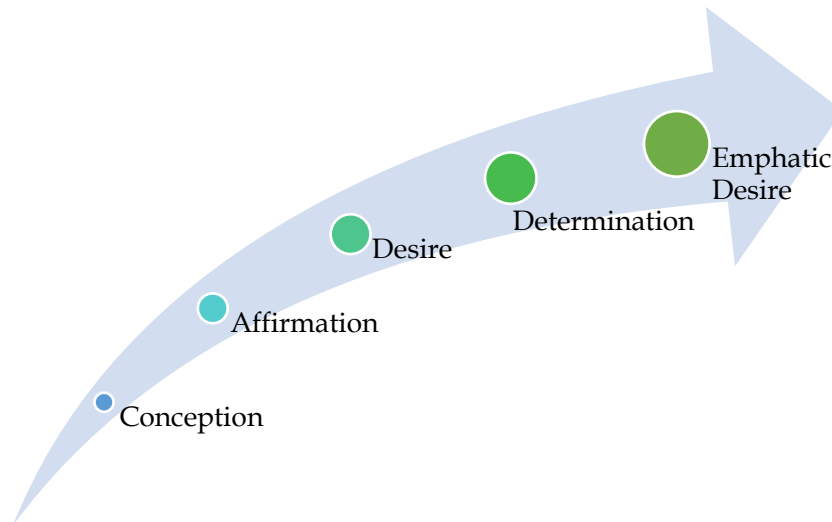 Emphatic
Desire
Determination
Desire
Affirmation
Conception